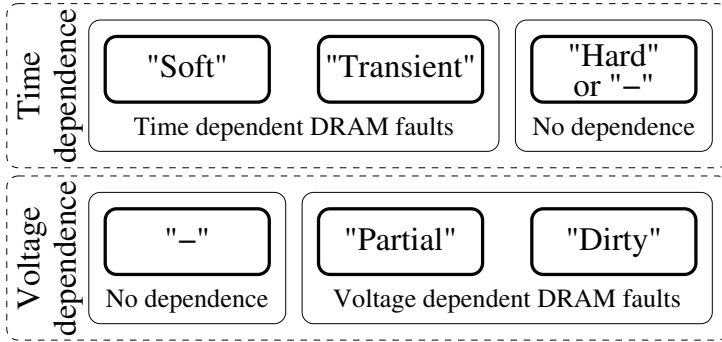 Time
dependence
"Soft"
"Transient"
"Hard"
or "−"
Time dependent DRAM faults
No dependence
Voltage
dependence
"−"
"Partial"
"Dirty"
No dependence
Voltage dependent DRAM faults